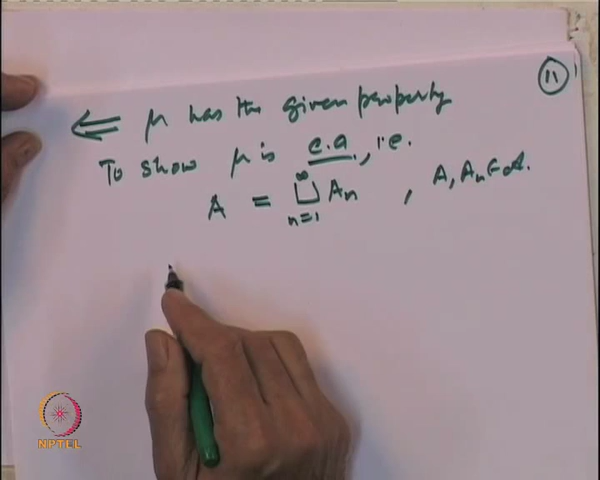 11
⇐ μ has the given property
To show μ is c.a, i.e.
A = ⊔_{n=1}^{∞} A_n , A, A_n ∈ 𝒜.
NPTEL